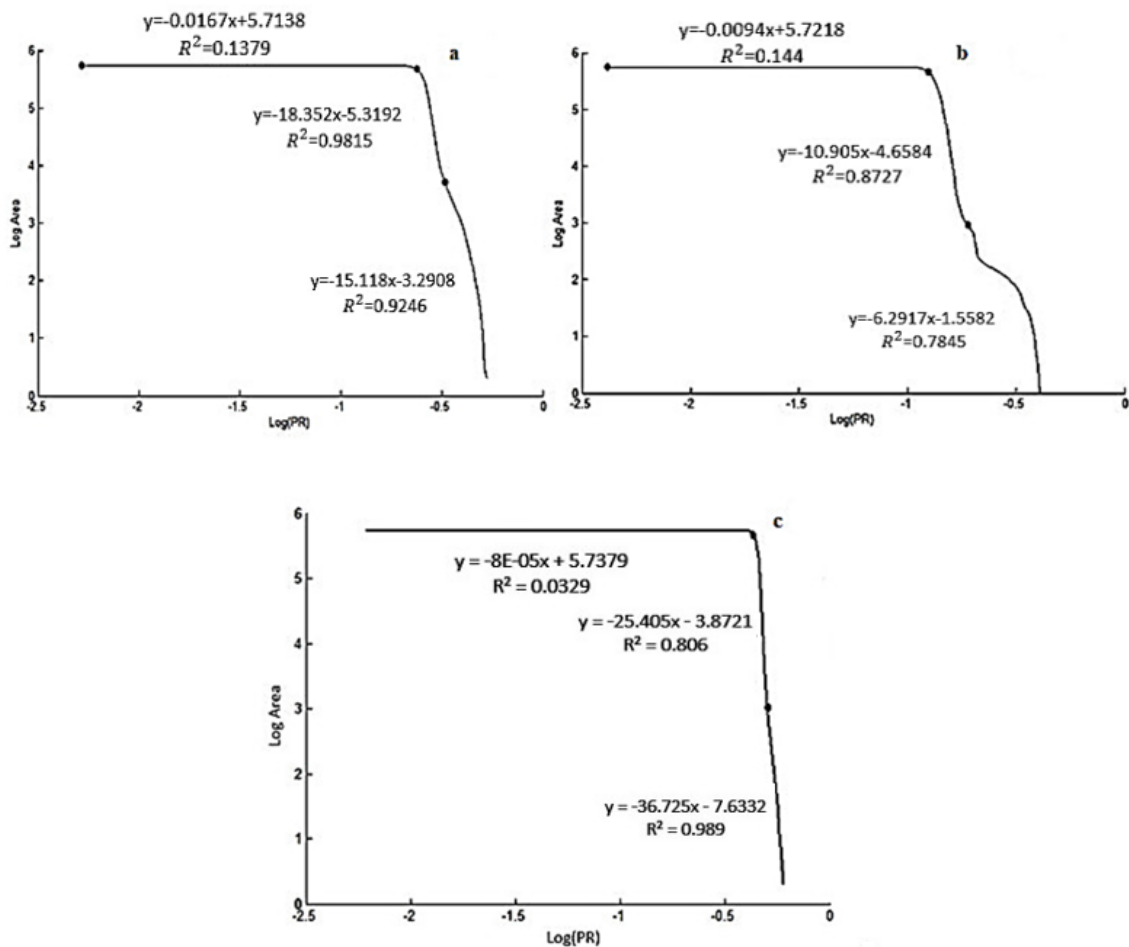 y=-0.0167x+5.7138
R²=0.1379
a
6
5
y=-18.352x-5.3192
R²=0.9815
4
Log Area
3
y=-15.118x-3.2908
R²=0.9246
2
1
0
-2.5 -2 -1.5 -1 -0.5 0
Log(PR)
y=-0.0094x+5.7218
R²=0.144
b
6
5
y=-10.905x-4.6584
R²=0.8727
4
Log Area
3
2
y=-6.2917x-1.5582
R²=0.7845
1
0
-2.5 -2 -1.5 -1 -0.5 0
Log(PR)
c
6
y = -8E-05x + 5.7379
R² = 0.0329
5
y = -25.405x - 3.8721
R² = 0.806
4
Log Area
3
2
y = -36.725x - 7.6332
R² = 0.989
1
0
-2.5 -2 -1.5 -1 -0.5 0
Log(PR)